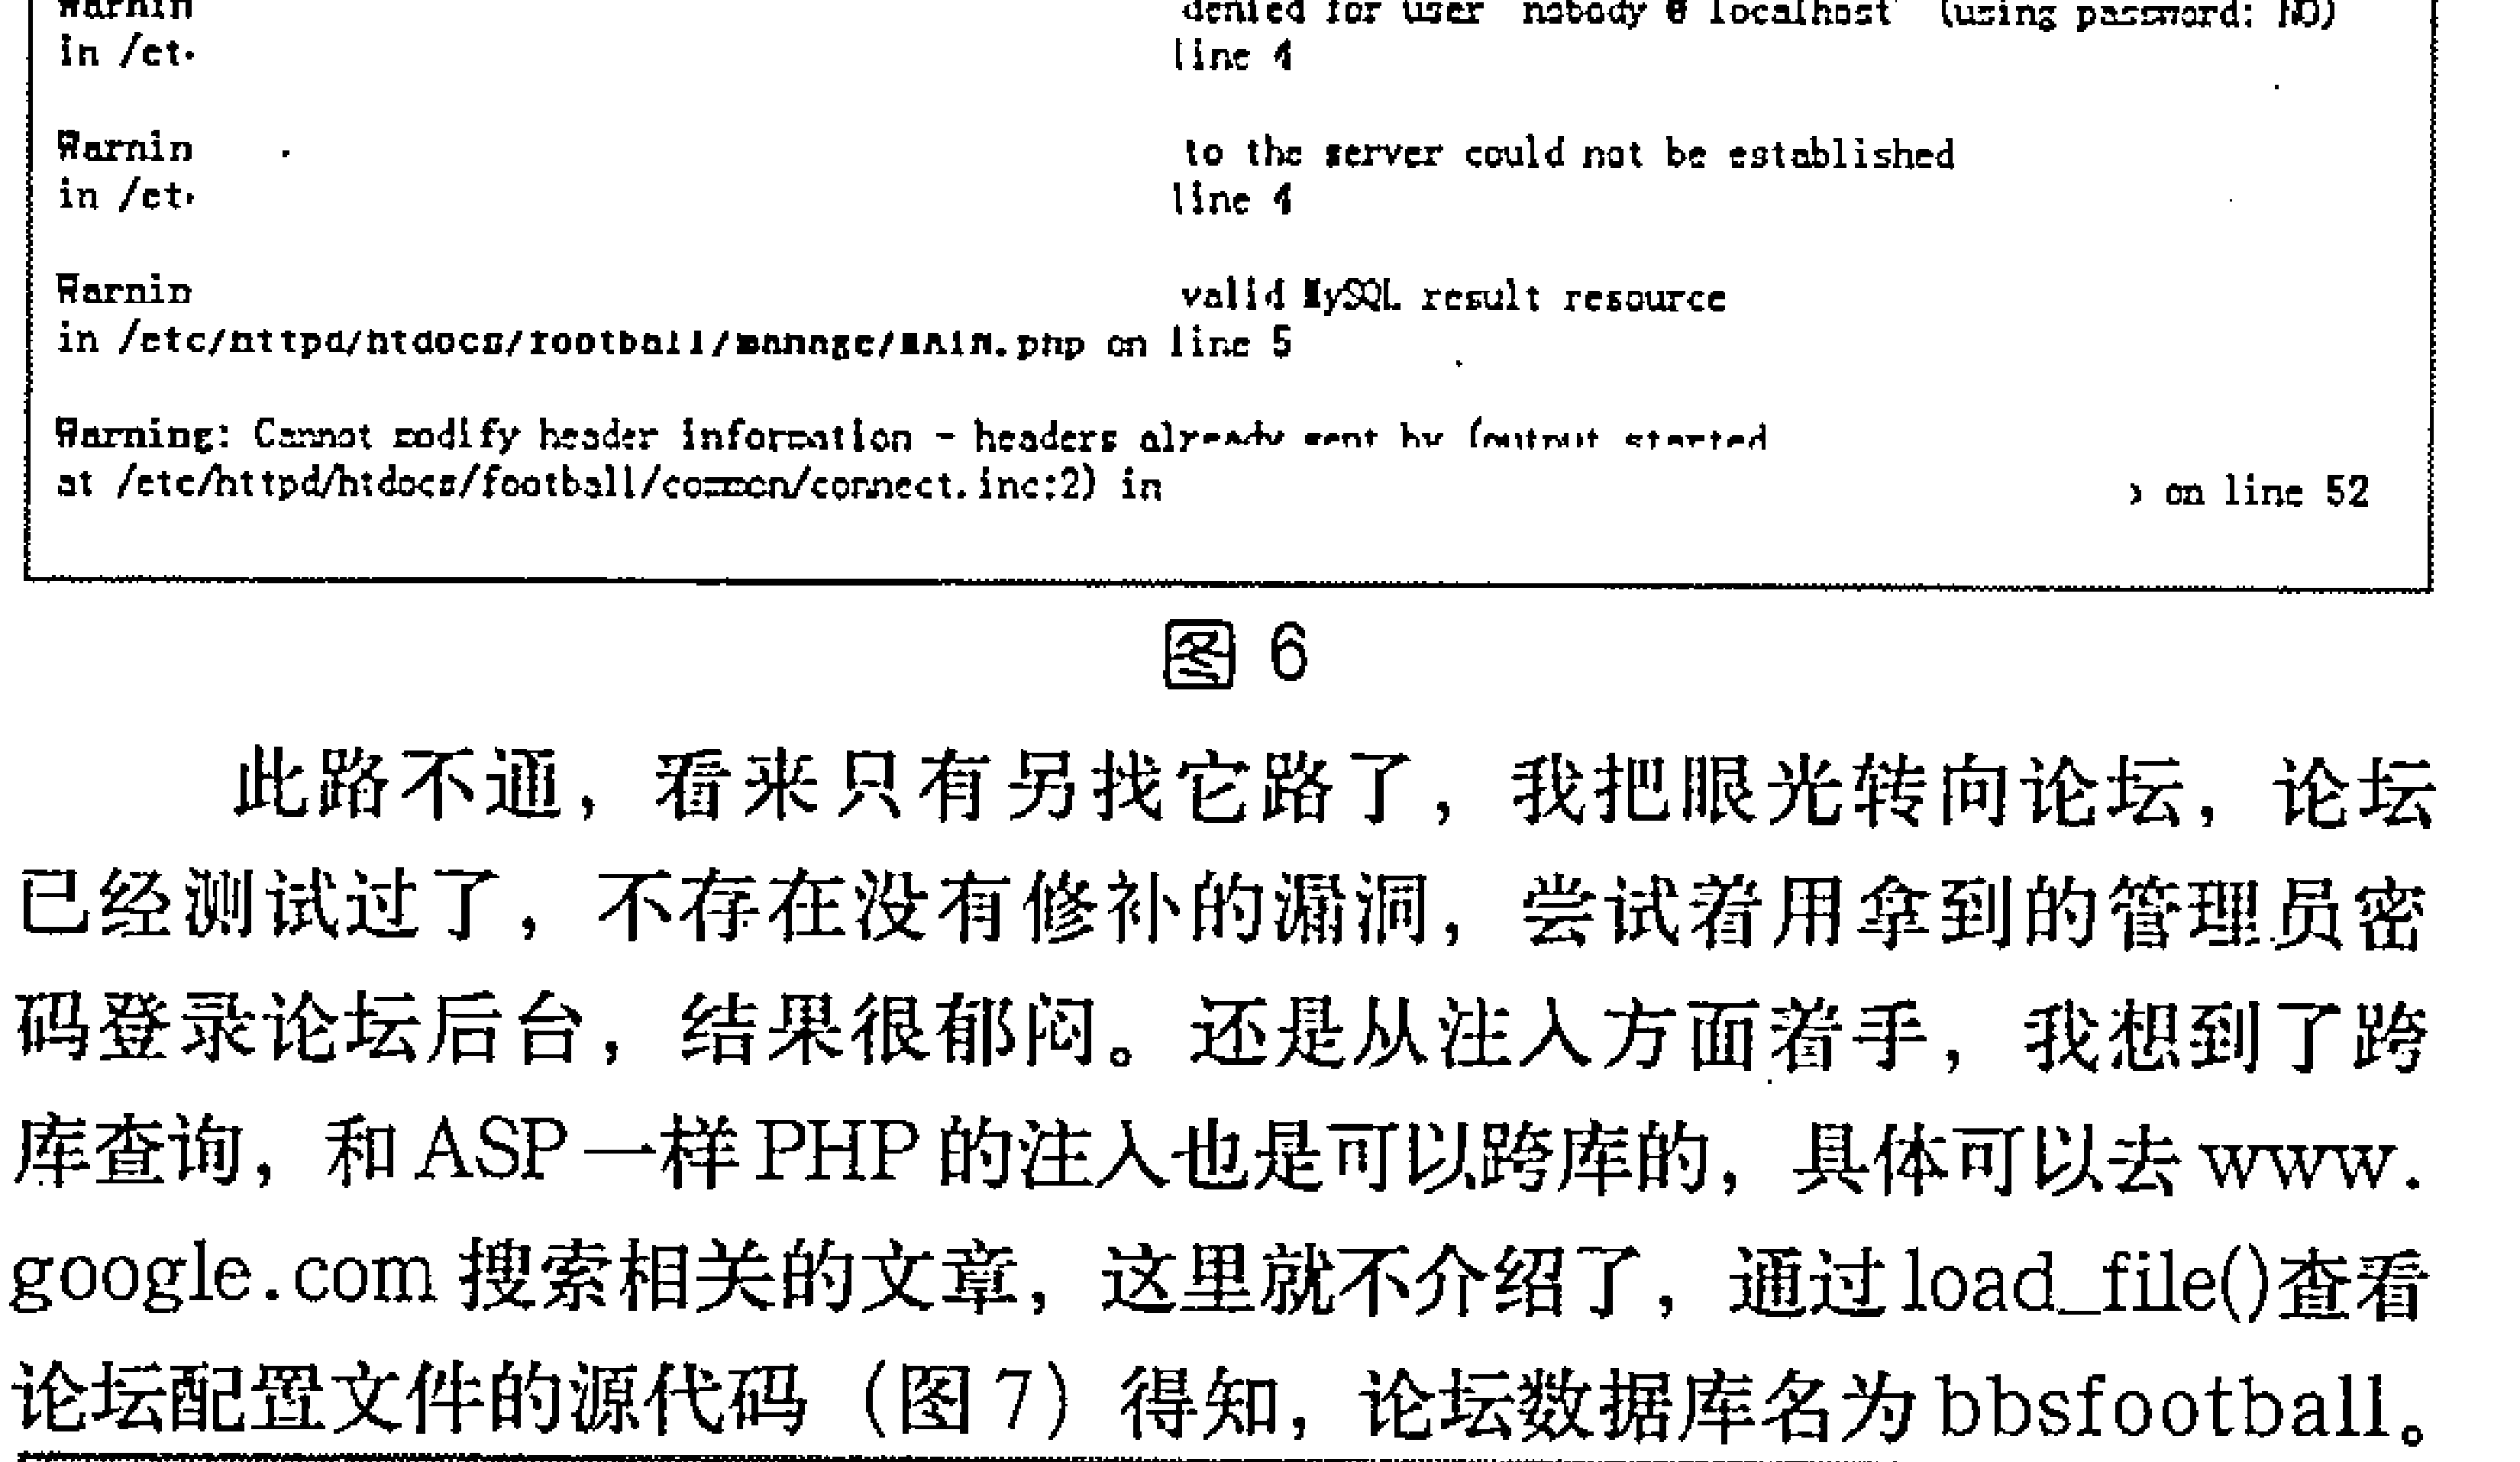 denied for user nobody@localhost' (using password: NO)
in /etc line 4
Warnin to the server could not be established
in /etc line 4
Warnin valid MySQL result resource
in /etc/httpd/htdocs/football/manage/MAIN.php on line 5
Warning: Cannot modify header information - headers already sent by (output started
at /etc/httpd/htdocs/football/common/connect.inc:2) in on line 52
图 6
此路不通，看来只有另找它路了，我把眼光转向论坛，论坛
已经测试过了，不存在没有修补的漏洞，尝试着用拿到的管理员密
码登录论坛后台，结果很郁闷。还是从注入方面着手，我想到了跨
库查询，和ASP一样PHP的注入也是可以跨库的，具体可以去www.
google.com搜索相关的文章，这里就不介绍了，通过load_file()查看
论坛配置文件的源代码（图7）得知，论坛数据库名为bbsfootball。